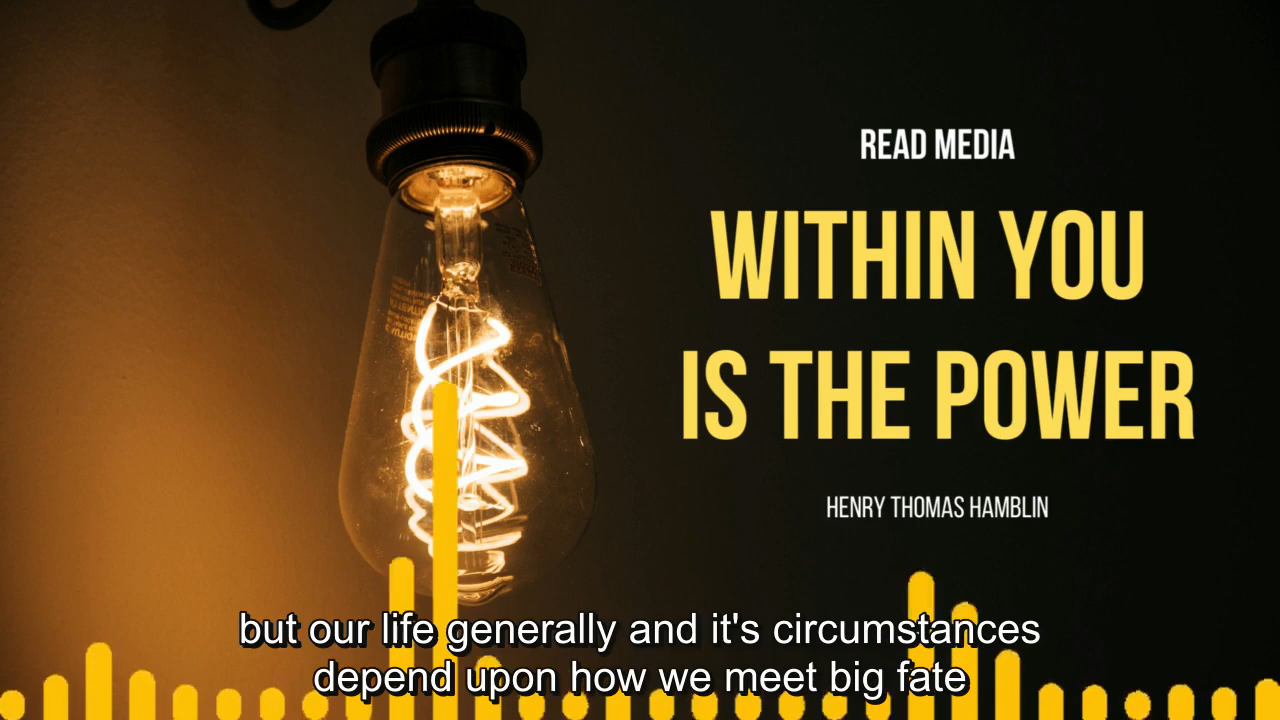 READ MEDIA
WITHIN YOU
IS THE POWER
HENRY THOMAS HAMBLIN
but our life generally and it's circumstances
depend upon how we meet big fate